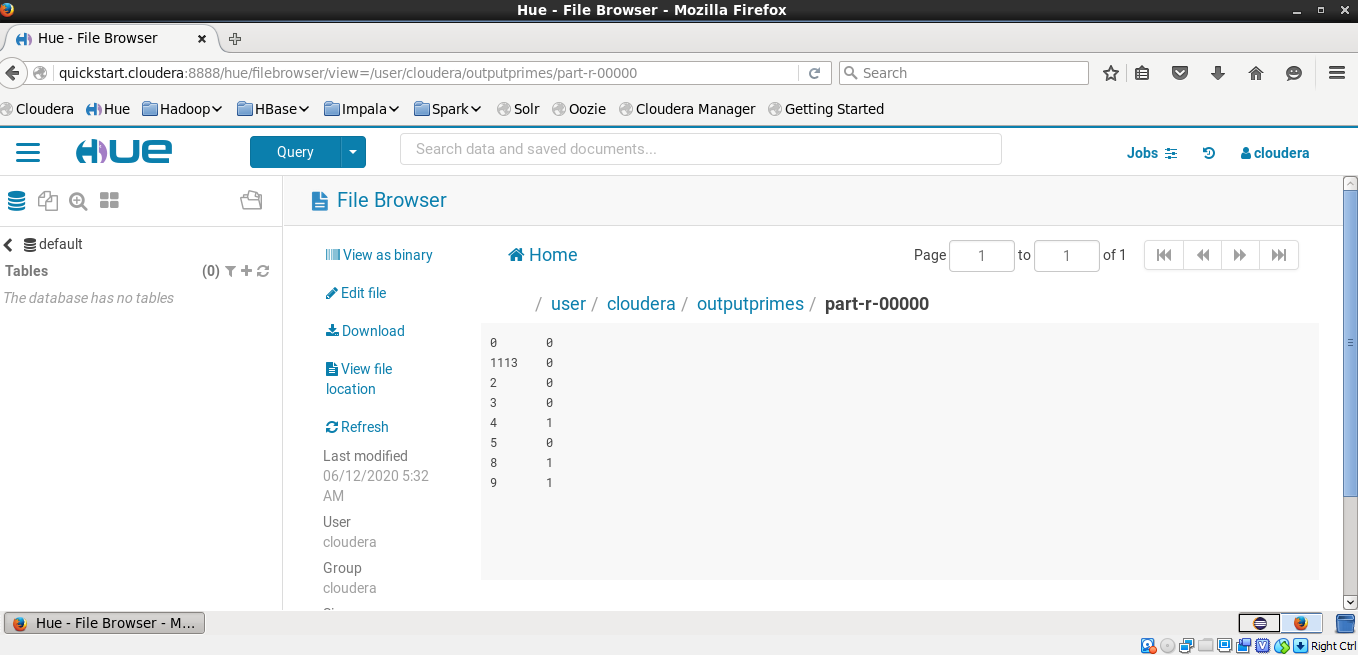 Hue - File Browser - Mozilla Firefox
Hue - File Browser
quickstart.cloudera:8888/hue/filebrowser/view=/user/cloudera/outputprimes/part-r-00000
Search
Cloudera Hue Hadoop HBase Impala Spark Solr Oozie Cloudera Manager Getting Started
HUE Query Search data and saved documents... Jobs cloudera
File Browser
default
Tables (0)
The database has no tables
View as binary
Edit file
Download
View file
location
Refresh
Last modified
06/12/2020 5:32
AM
User
cloudera
Group
cloudera
Home
Page 1 to 1 of 1
/ user / cloudera / outputprimes / part-r-00000
0 0
1113 0
2 0
3 0
4 1
5 0
8 1
9 1
Hue - File Browser - M...
Right Ctrl